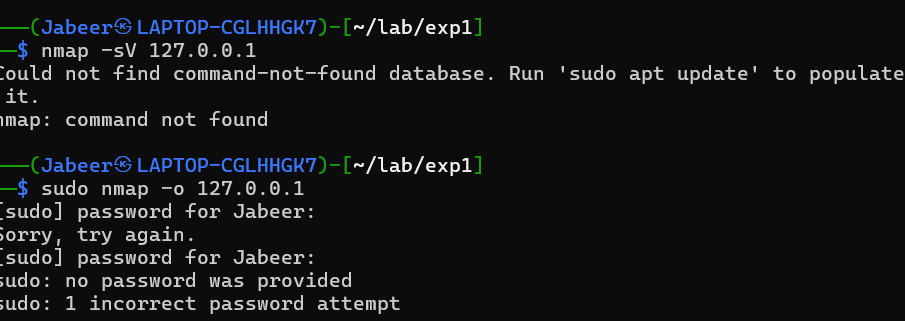 ──(Jabeer㉿LAPTOP-CGLHHGK7)-[~/lab/exp1]
─$ nmap -sV 127.0.0.1
Could not find command-not-found database. Run 'sudo apt update' to populate
 it.
nmap: command not found
──(Jabeer㉿LAPTOP-CGLHHGK7)-[~/lab/exp1]
─$ sudo nmap -o 127.0.0.1
[sudo] password for Jabeer:
Sorry, try again.
[sudo] password for Jabeer:
sudo: no password was provided
sudo: 1 incorrect password attempt